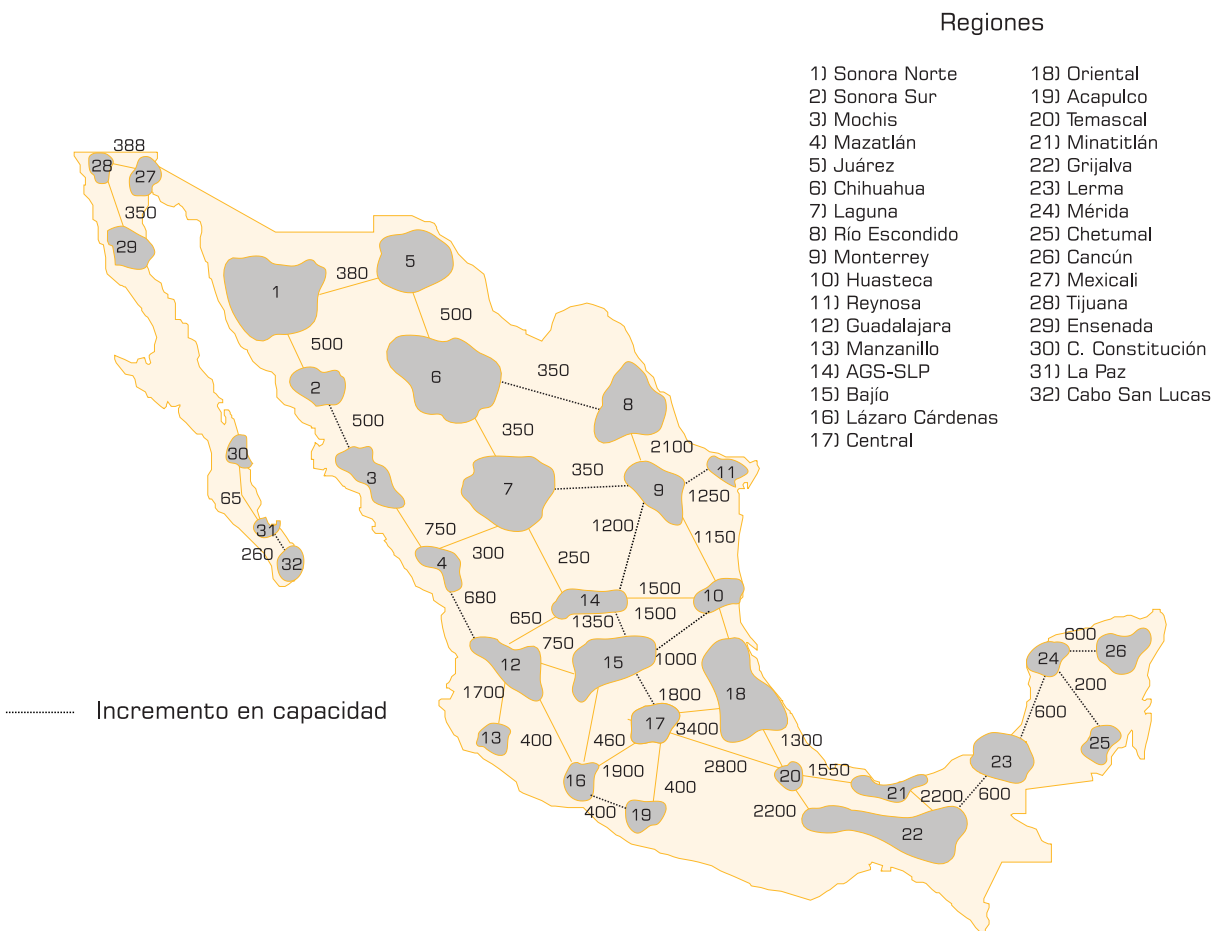 Regiones
1) Sonora Norte
2) Sonora Sur
3) Mochis
4) Mazatlán
5) Juárez
6) Chihuahua
7) Laguna
8) Río Escondido
9) Monterrey
10) Huasteca
11) Reynosa
12) Guadalajara
13) Manzanillo
14) AGS-SLP
15) Bajío
16) Lázaro Cárdenas
17) Central
18) Oriental
19) Acapulco
20) Temascal
21) Minatitlán
22) Grijalva
23) Lerma
24) Mérida
25) Chetumal
26) Cancún
27) Mexicali
28) Tijuana
29) Ensenada
30) C. Constitución
31) La Paz
32) Cabo San Lucas
388
28
27
350
29
5
380
1
500
500
350
6
2
8
500
350
2100
30
350
11
3
7
9
65
1250
1200
31
750
1150
260
300
250
32
4
1500
680
10
14
650
1350
1500
600
750
1000
24
26
12
15
200
1700
1800
18
600
17
3400
13
400
460
1300
25
2800
1550
23
1900
20
16
400
21
2200
600
400
19
2200
22
Incremento en capacidad